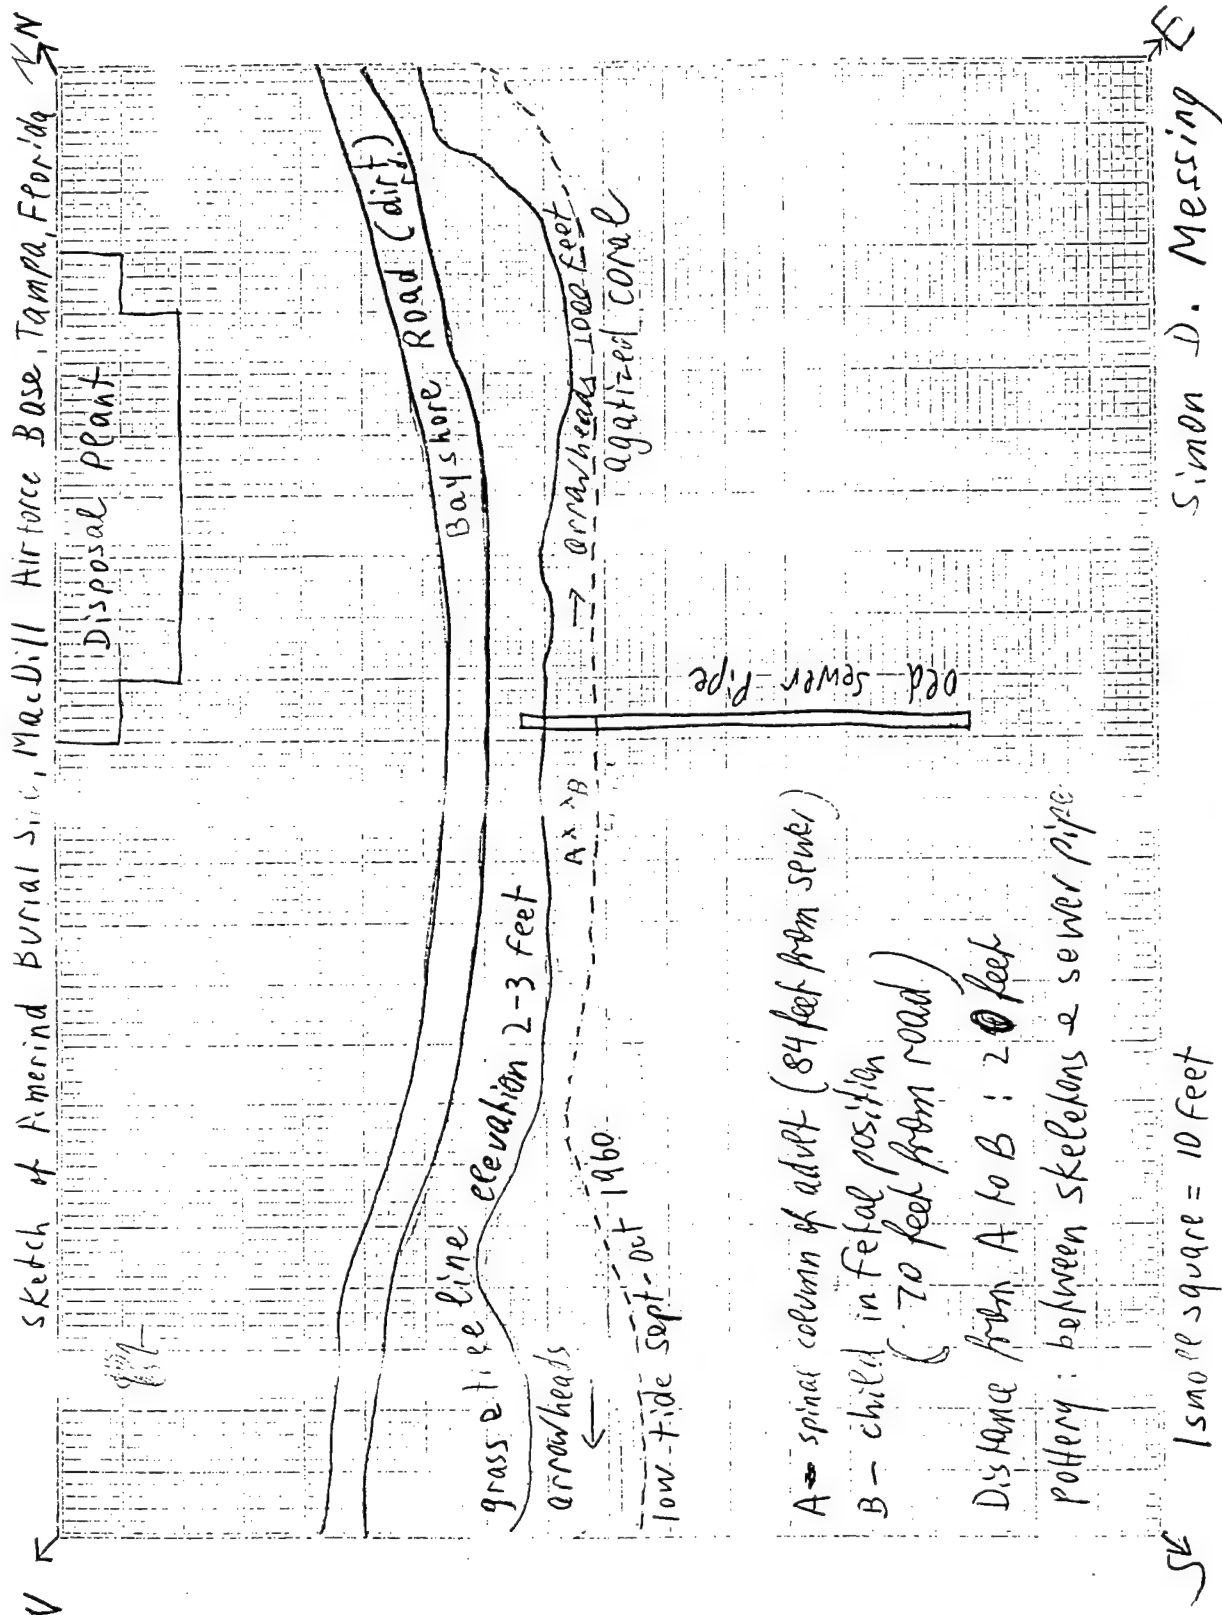 N
Sketch of Amerind Burial Site, MacDill Airforce Base, Tampa, Florida
W
Disposal Plant
Bayshore Road (dirt)
grass & tree line elevation 2-3 feet
arrowheads
→ arrowheads 1000 feet
agatized coral
A x x B
low tide sept-oct 1960
old sewer pipe
A - spinal column of adult (84 feet from sewer)
B - child in fetal position
(70 feet from road)
Distance from A to B : 20 feet
pottery: between skeletons & sewer pipe
S
1 small square = 10 feet
Simon D. Messing
E